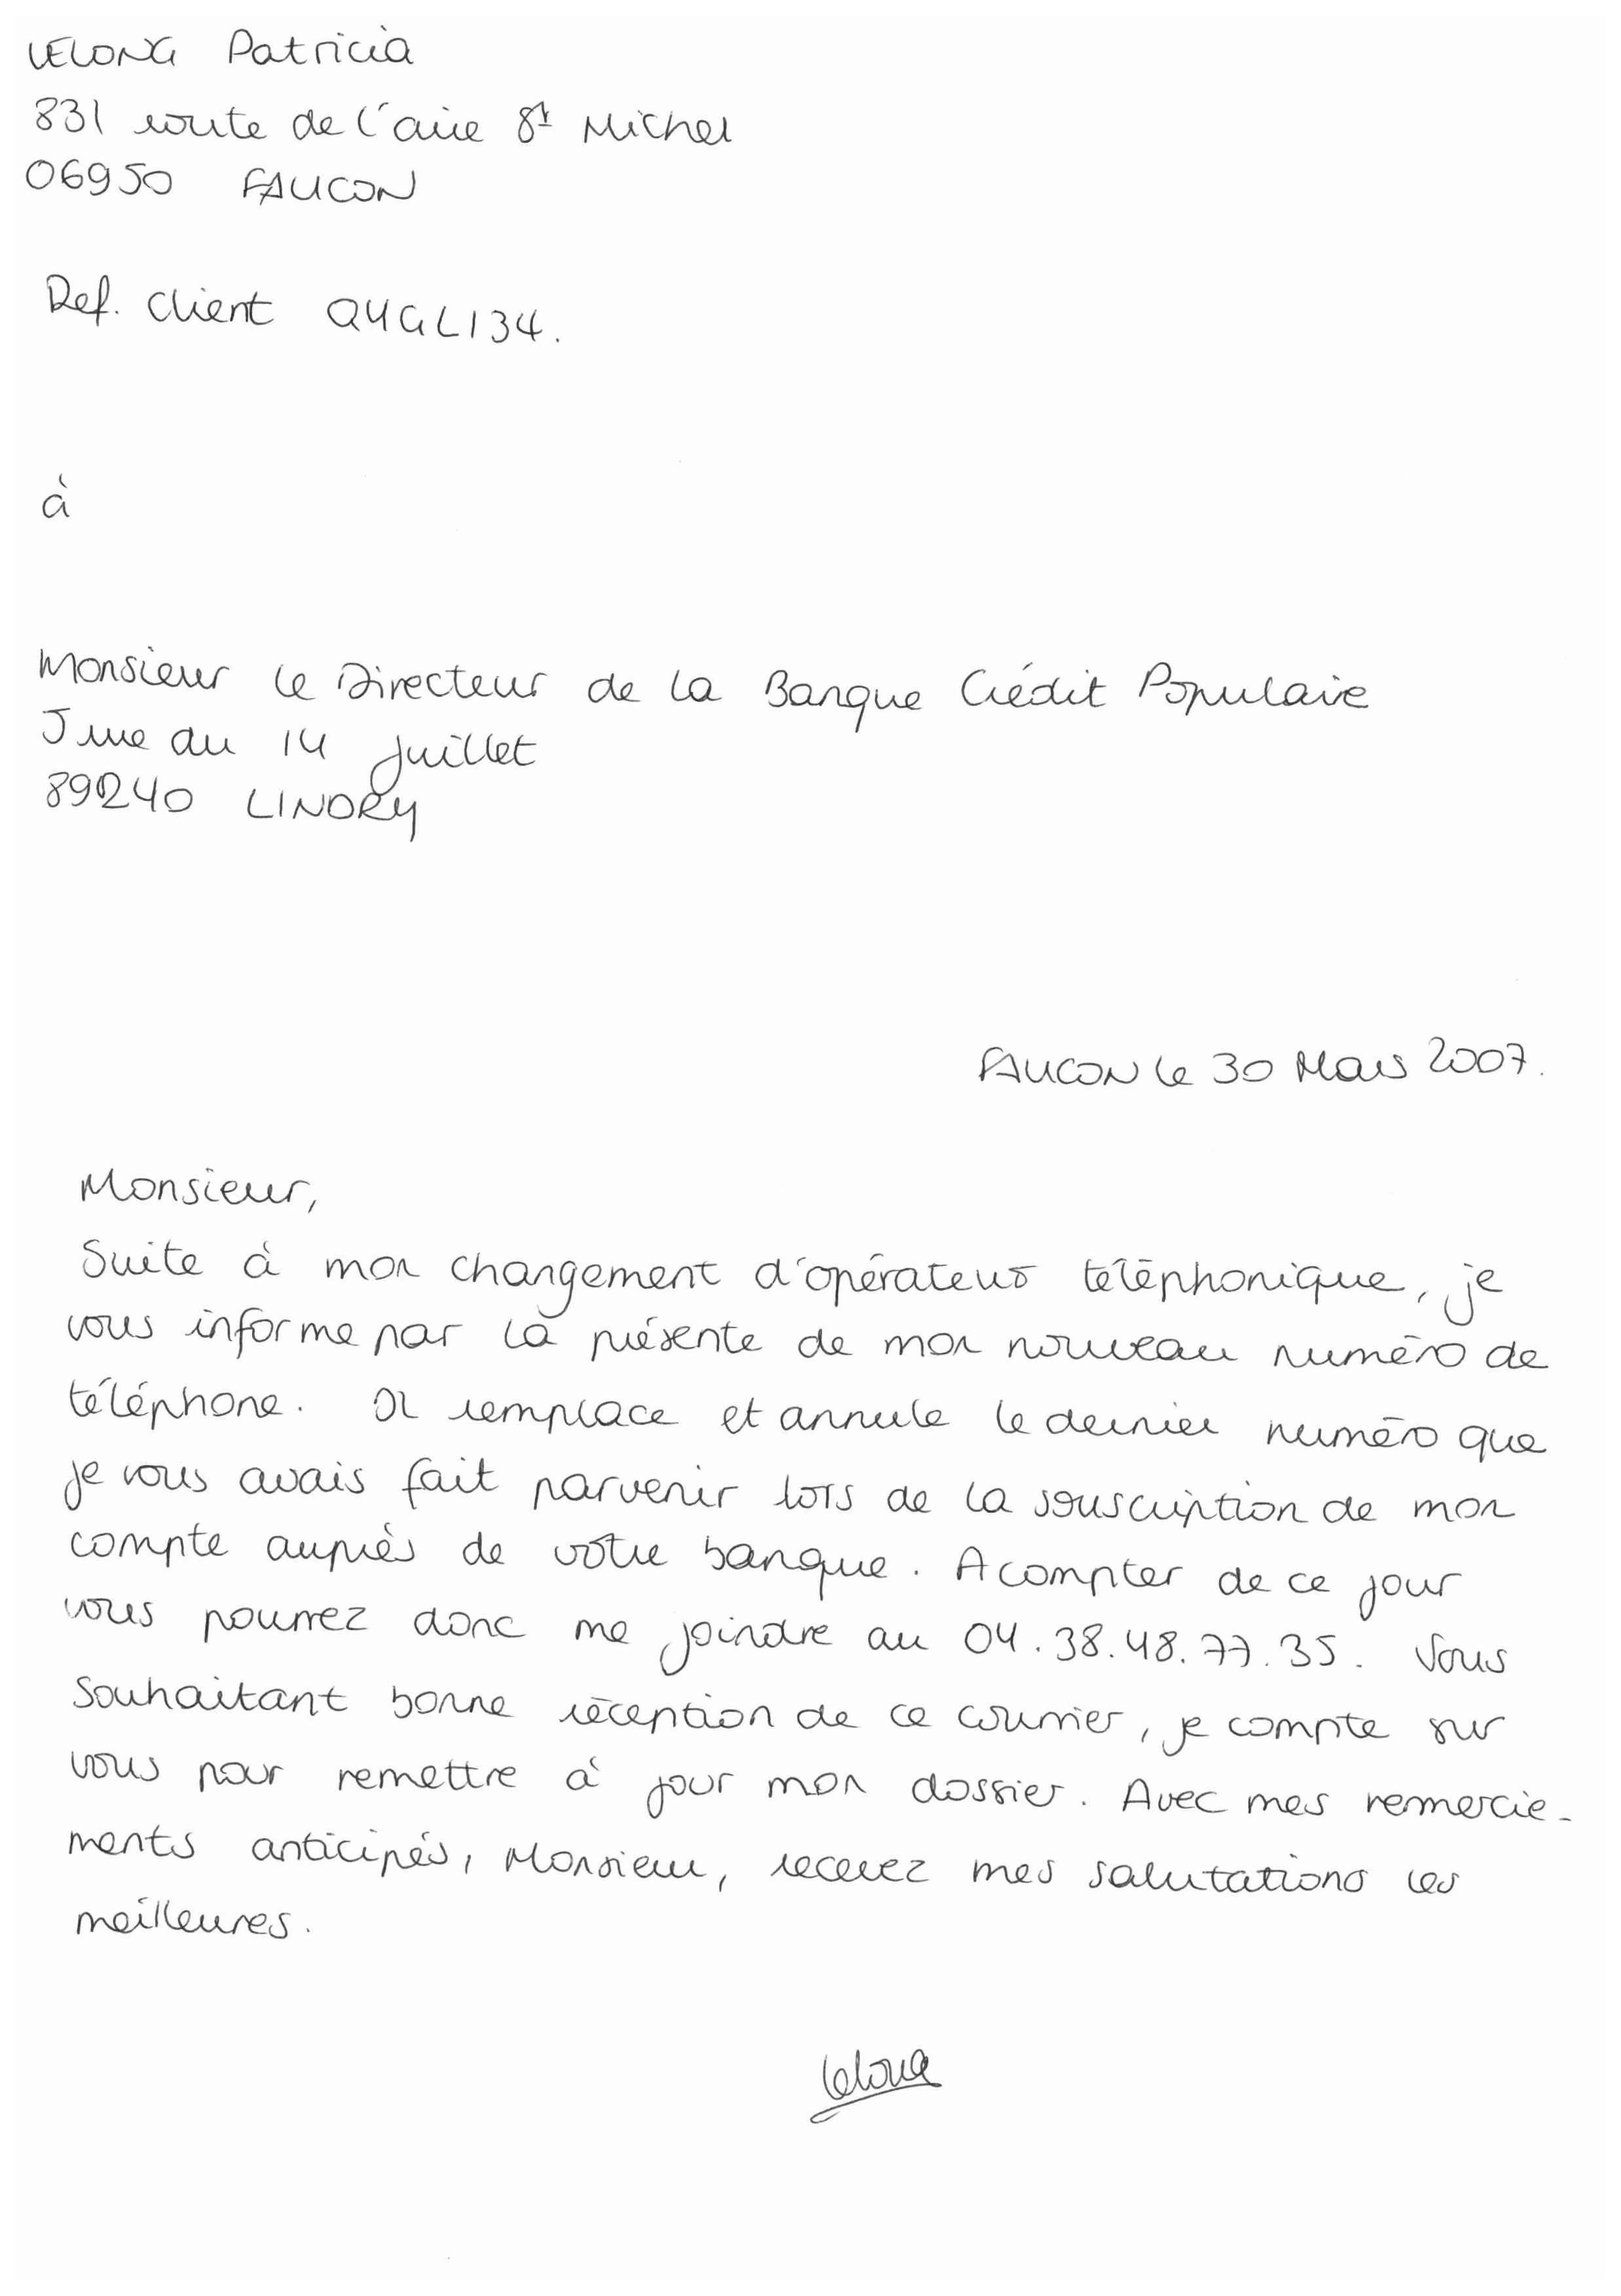 LELONG Patricia
831 route de l'aire St Michel
06950 FAUCON
Ref. Client QYGL134.
à
Monsieur le Directeur de la Banque Crédit Populaire
5 rue du 14 Juillet
89240 LINDRY
FAUCON le 30 Mars 2007.
Monsieur,
Suite à mon changement d'opérateur téléphonique, je
vous informe par la présente de mon nouveau numéro de
téléphone. Il remplace et annule le dernier numéro que
je vous avais fait parvenir lors de la souscription de mon
compte auprès de votre banque. A compter de ce jour
vous pourrez donc me joindre au 04.38.48.77.35. Vous
souhaitant bonne réception de ce courrier, je compte sur
vous pour remettre à jour mon dossier. Avec mes remercie-
ments anticipés, Monsieur, recevez mes salutations les
meilleures.
Lelong